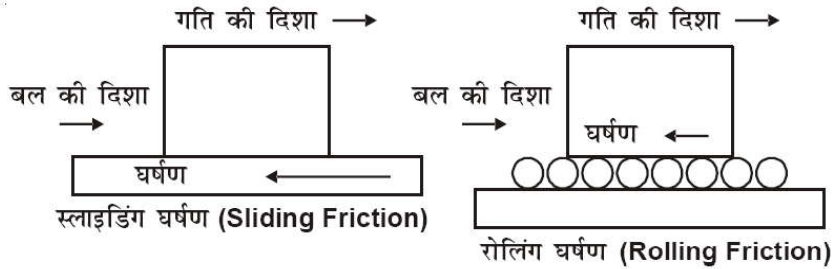 गति की दिशा
बल की दिशा
घर्षण
स्लाइडिंग घर्षण (Sliding Friction)
गति की दिशा
बल की दिशा
घर्षण
रोलिंग घर्षण (Rolling Friction)